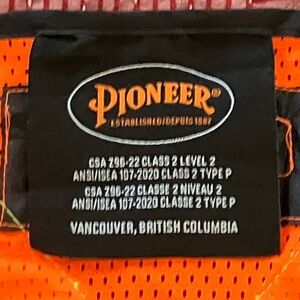 PIONEER®
ESTABLISHED/DEPUIS 1887
CSA Z96-22 CLASS 2 LEVEL 2
ANSI/ISEA 107-2020 CLASS 2 TYPE P
CSA Z96-22 CLASSE 2 NIVEAU 2
ANSI/ISEA 107-2020 CLASSE 2 TYPE P
VANCOUVER, BRITISH COLUMBIA